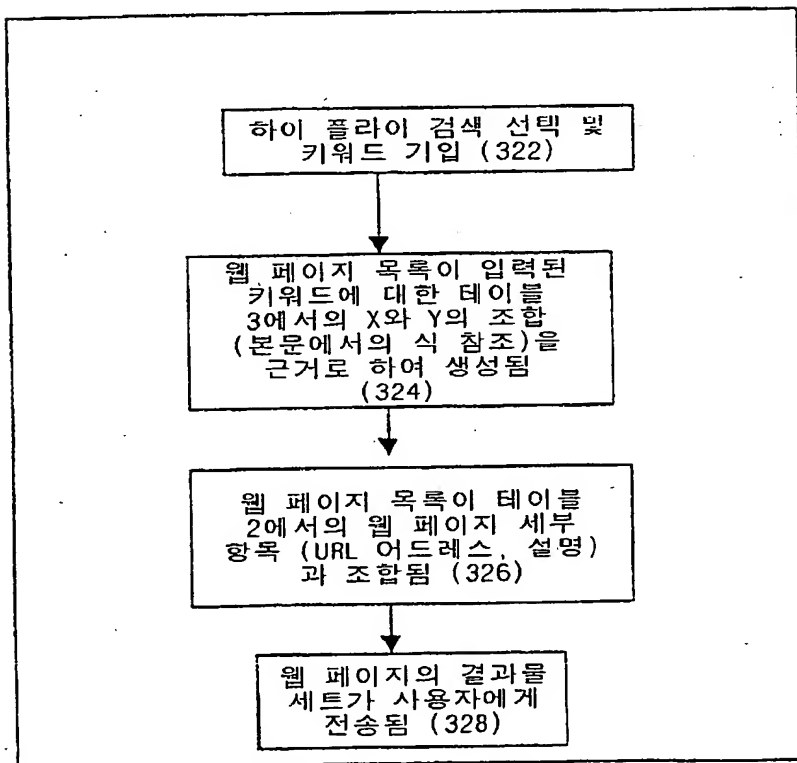 하이 플라이 검색 선택 및
키워드 기입 (322)
웹 페이지 목록이 입력된
키워드에 대한 테이블
3에서의 X와 Y의 조합
(본문에서의 식 참조)을
근거로 하여 생성됨
(324)
웹 페이지 목록이 테이블
2에서의 웹 페이지 세부
항목 (URL 어드레스, 설명)
과 조합됨 (326)
웹 페이지의 결과물
세트가 사용자에게
전송됨 (328)